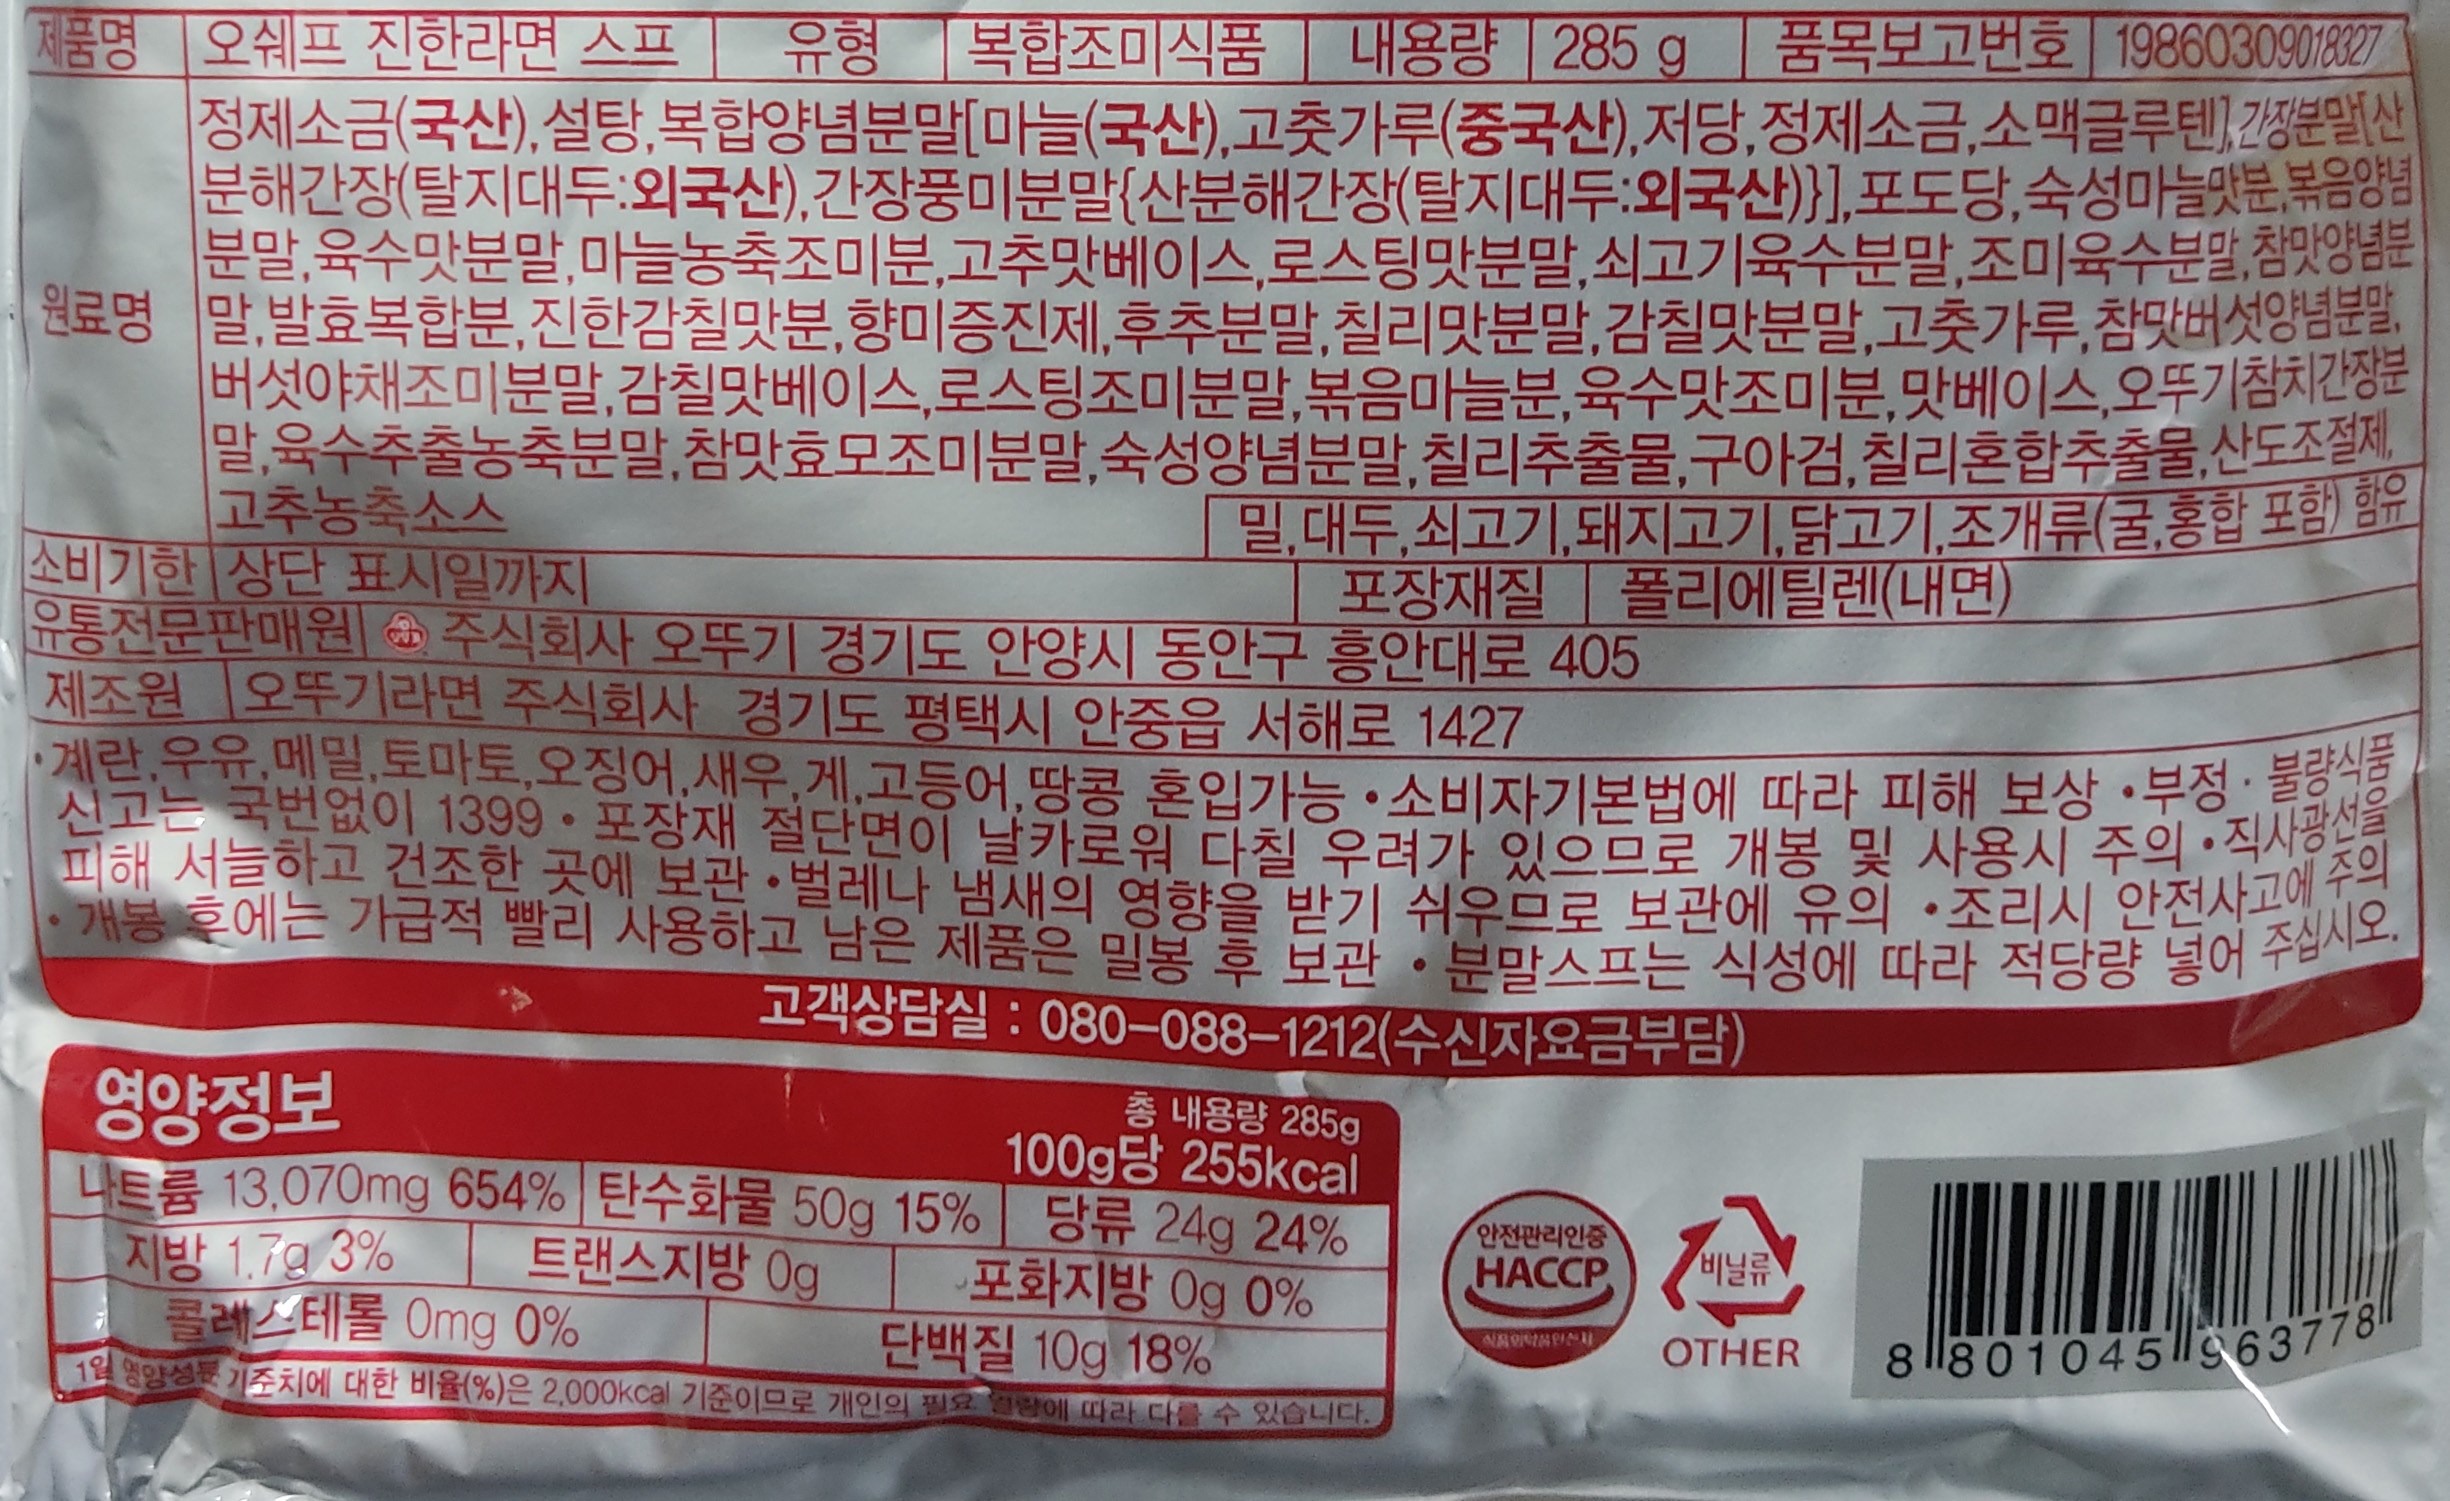 제품명 오쉐프 진한라면 스프 유형 복합조미식품 내용량 285 g 품목보고번호 19860309018327
원료명
정제소금(국산),설탕,복합양념분말[마늘(국산),고춧가루(중국산),저당,정제소금,소맥글루텐],간장분말[산
분해간장(탈지대두:외국산),간장풍미분말{산분해간장(탈지대두:외국산)}],포도당,숙성마늘맛분,볶음양념
분말,육수맛분말,마늘농축조미분,고추맛베이스,로스팅맛분말,쇠고기육수분말,조미육수분말,참맛양념분
말,발효복합분,진한감칠맛분,향미증진제,후추분말,칠리맛분말,감칠맛분말,고춧가루,참맛버섯양념분말,
버섯야채조미분말,감칠맛베이스,로스팅조미분말,볶음마늘분,육수맛조미분,맛베이스,오뚜기참치간장분
말,육수추출농축분말,참맛효모조미분말,숙성양념분말,칠리추출물,구아검,칠리혼합추출물,산도조절제,
고추농축소스
밀,대두,쇠고기,돼지고기,닭고기,조개류(굴,홍합 포함) 함유
소비기한 상단 표시일까지 포장재질 폴리에틸렌(내면)
유통전문판매원 주식회사 오뚜기 경기도 안양시 동안구 흥안대로 405
제조원 오뚜기라면 주식회사 경기도 평택시 안중읍 서해로 1427
•계란,우유,메밀,토마토,오징어,새우,게,고등어,땅콩 혼입가능 •소비자기본법에 따라 피해 보상 •부정·불량식품
신고는 국번없이 1399 • 포장재 절단면이 날카로워 다칠 우려가 있으므로 개봉 및 사용시 주의 •직사광선을
피해 서늘하고 건조한 곳에 보관 •벌레나 냄새의 영향을 받기 쉬우므로 보관에 유의 •조리시 안전사고에 주의
•개봉 후에는 가급적 빨리 사용하고 남은 제품은 밀봉 후 보관 •분말스프는 식성에 따라 적당량 넣어 주십시오.
고객상담실 : 080-088-1212(수신자요금부담)
영양정보
총 내용량 285g
100g당 255kcal
나트륨 13,070mg 654% 탄수화물 50g 15% 당류 24g 24%
지방 1.7g 3% 트랜스지방 0g 포화지방 0g 0%
콜레스테롤 0mg 0% 단백질 10g 18%
1일 영양성분 기준치에 대한 비율(%)은 2,000kcal 기준이므로 개인의 필요 열량에 따라 다를 수 있습니다.
안전관리인증
HACCP
비닐류
OTHER
8 801045 963778